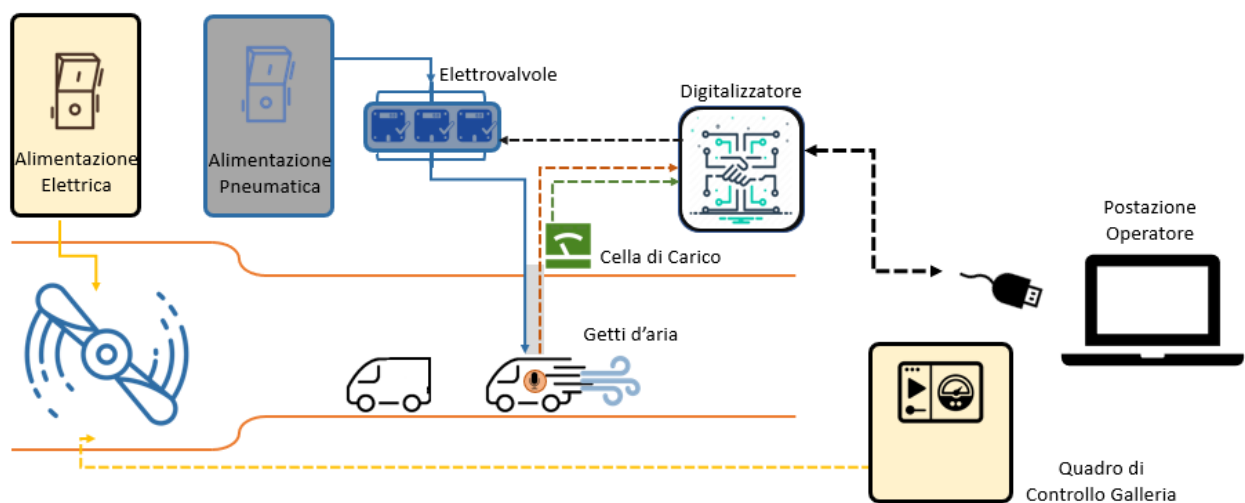 Alimentazione
Elettrica
Alimentazione
Pneumatica
Elettrovalvole
Digitalizzatore
Cella di Carico
Postazione
Operatore
Getti d'aria
Quadro di
Controllo Galleria